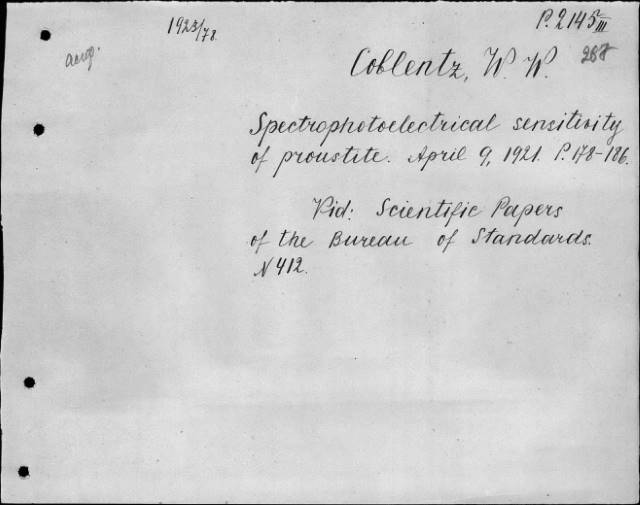 1923/78
P. 2145 III
Coblentz, W. W.
Spectrophotoelectrical sensitivity
of proustite. April 9, 1921. P. 178-186.
Vid: Scientific Papers
of the Bureau of Standards.
N 412.